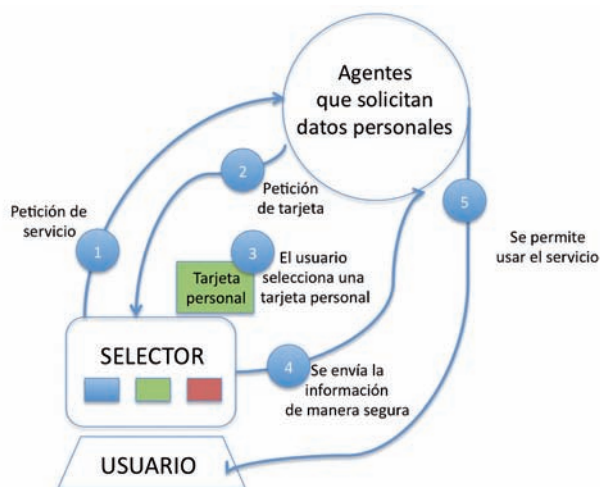 Agentes
que solicitan
datos personales
2
Petición
de tarjeta
Petición de
servicio
1
5
Se permite
usar el servicio
3
El usuario
selecciona una
tarjeta personal
Tarjeta
personal
SELECTOR
4
Se envía la
información
de manera segura
USUARIO